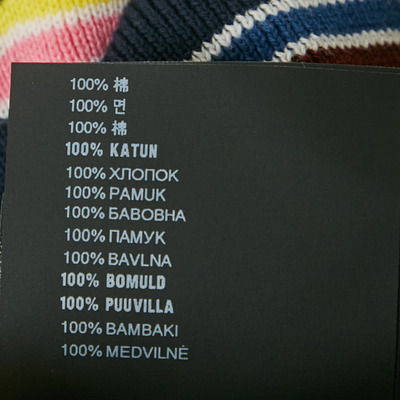 100% 棉
100% 면
100% 棉
100% KATUN
100% ХЛОПОК
100% PAMUK
100% БАВОВНА
100% ПАМУК
100% BAVLNA
100% BOMULD
100% PUUVILLA
100% BAMBAKI
100% MEDVILNĖ